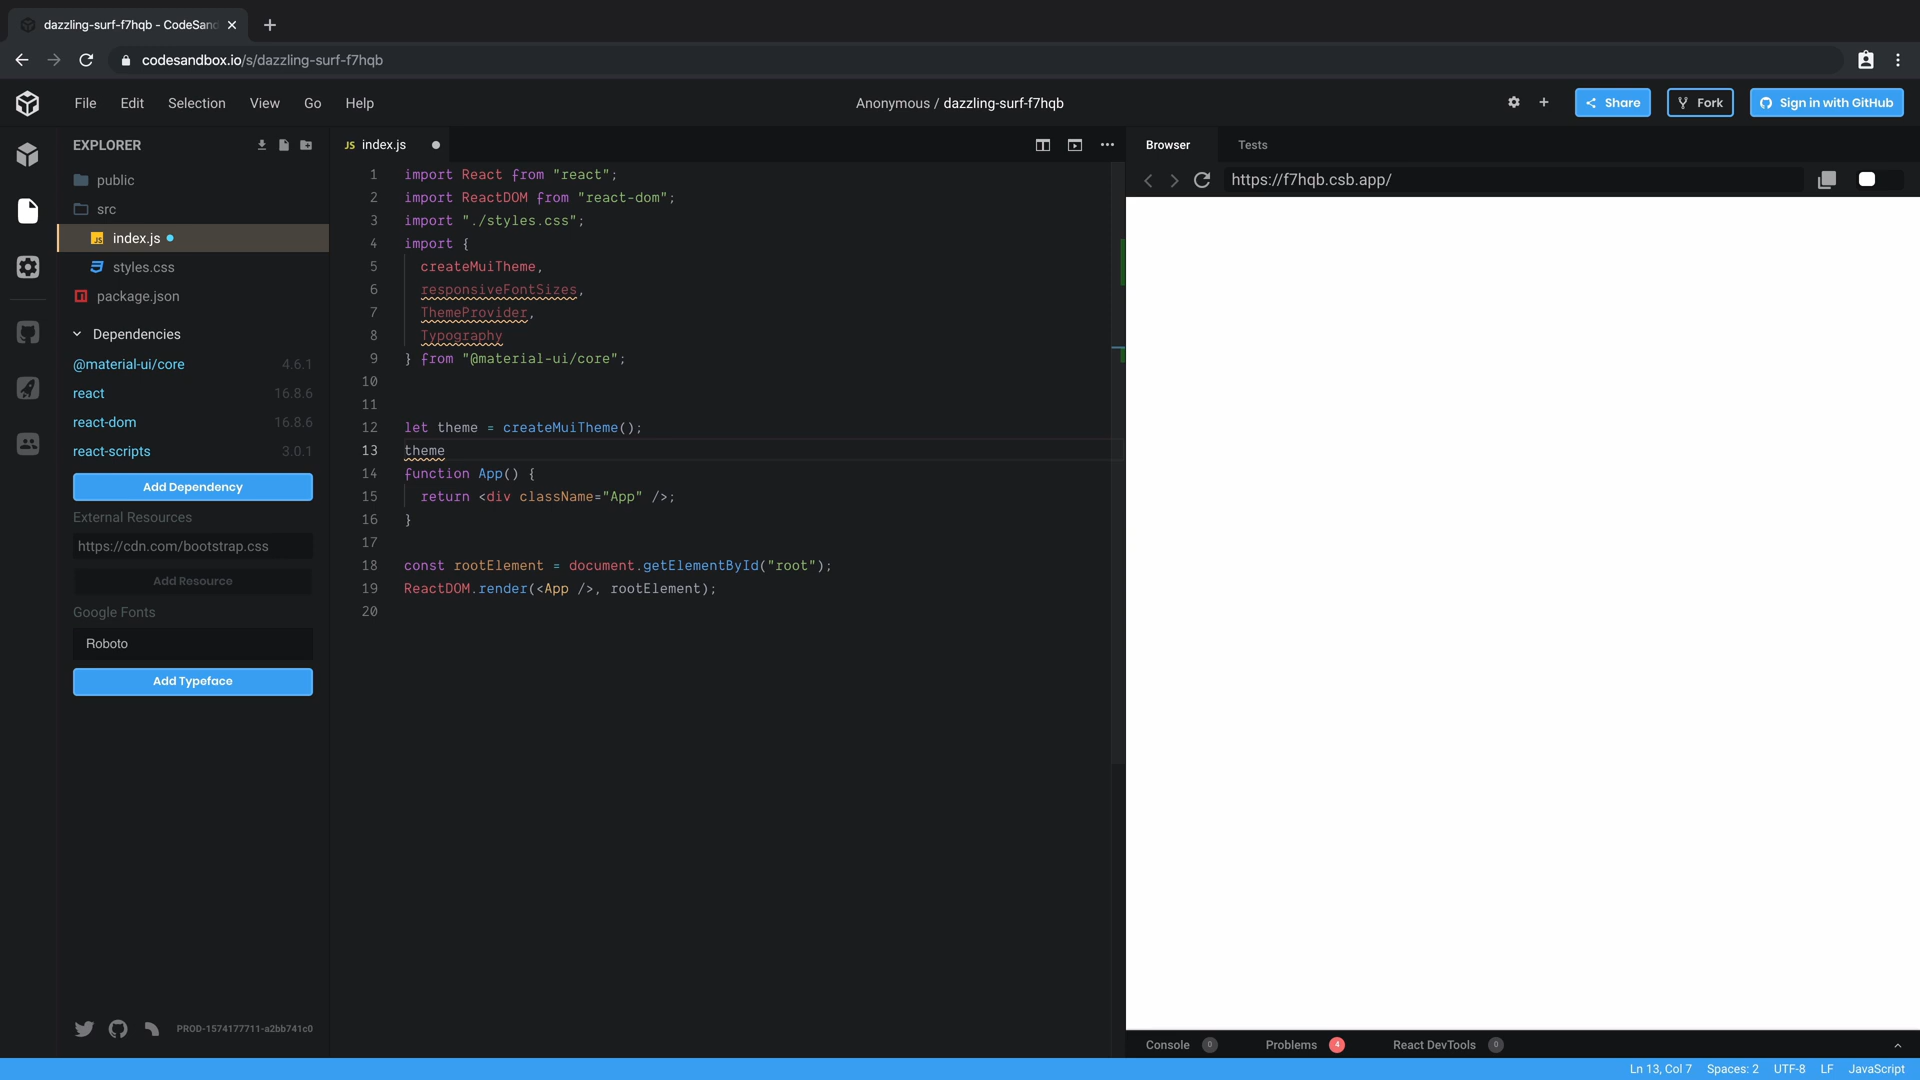 dazzling-surf-f7hqb - CodeSand
codesandbox.io/s/dazzling-surf-f7hqb
File Edit Selection View Go Help
Anonymous / dazzling-surf-f7hqb
Share
Fork
Sign in with GitHub
EXPLORER
public
src
JS index.js
styles.css
package.json
Dependencies
@material-ui/core 4.6.1
react 16.8.6
react-dom 16.8.6
react-scripts 3.0.1
Add Dependency
External Resources
https://cdn.com/bootstrap.css
Add Resource
Google Fonts
Roboto
Add Typeface
PROD-1574177711-a2bb741c0
JS index.js
1 import React from "react";
2 import ReactDOM from "react-dom";
3 import "./styles.css";
4 import {
5 createMuiTheme,
6 responsiveFontSizes,
7 ThemeProvider,
8 Typography
9 } from "@material-ui/core";
10
11
12 let theme = createMuiTheme();
13 theme
14 function App() {
15 return <div className="App" />;
16 }
17
18 const rootElement = document.getElementById("root");
19 ReactDOM.render(<App />, rootElement);
20
Browser Tests
https://f7hqb.csb.app/
Console 0 Problems 4 React DevTools 0
Ln 13, Col 7 Spaces: 2 UTF-8 LF JavaScript